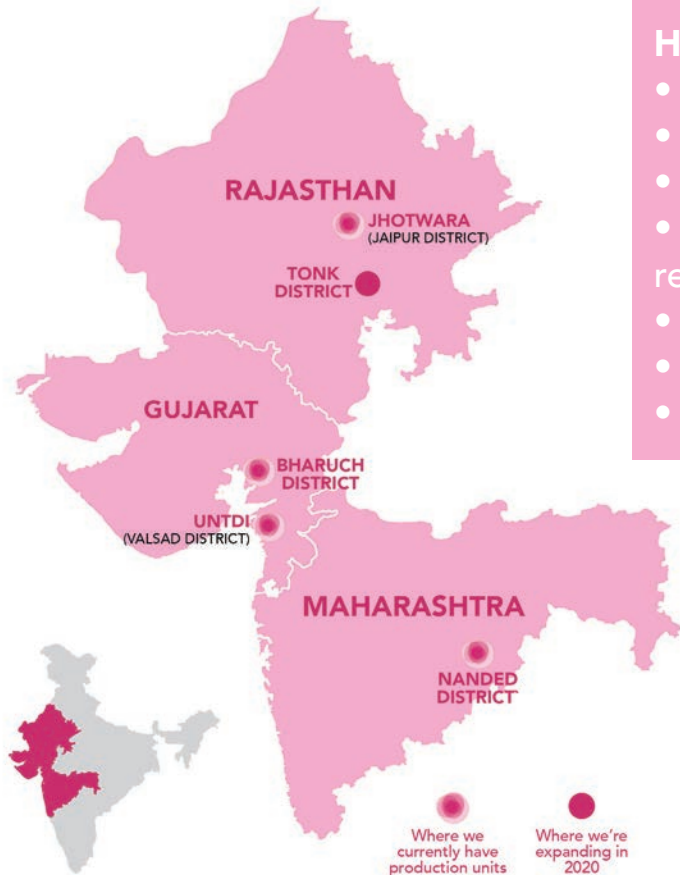 H
•
•
•
•
re
•
•
•
RAJASTHAN
JHOTWARA
(JAIPUR DISTRICT)
TONK
DISTRICT
GUJARAT
BHARUCH
DISTRICT
UNTDI
(VALSAD DISTRICT)
MAHARASHTRA
NANDED
DISTRICT
Where we
currently have
production units
Where we're
expanding in
2020